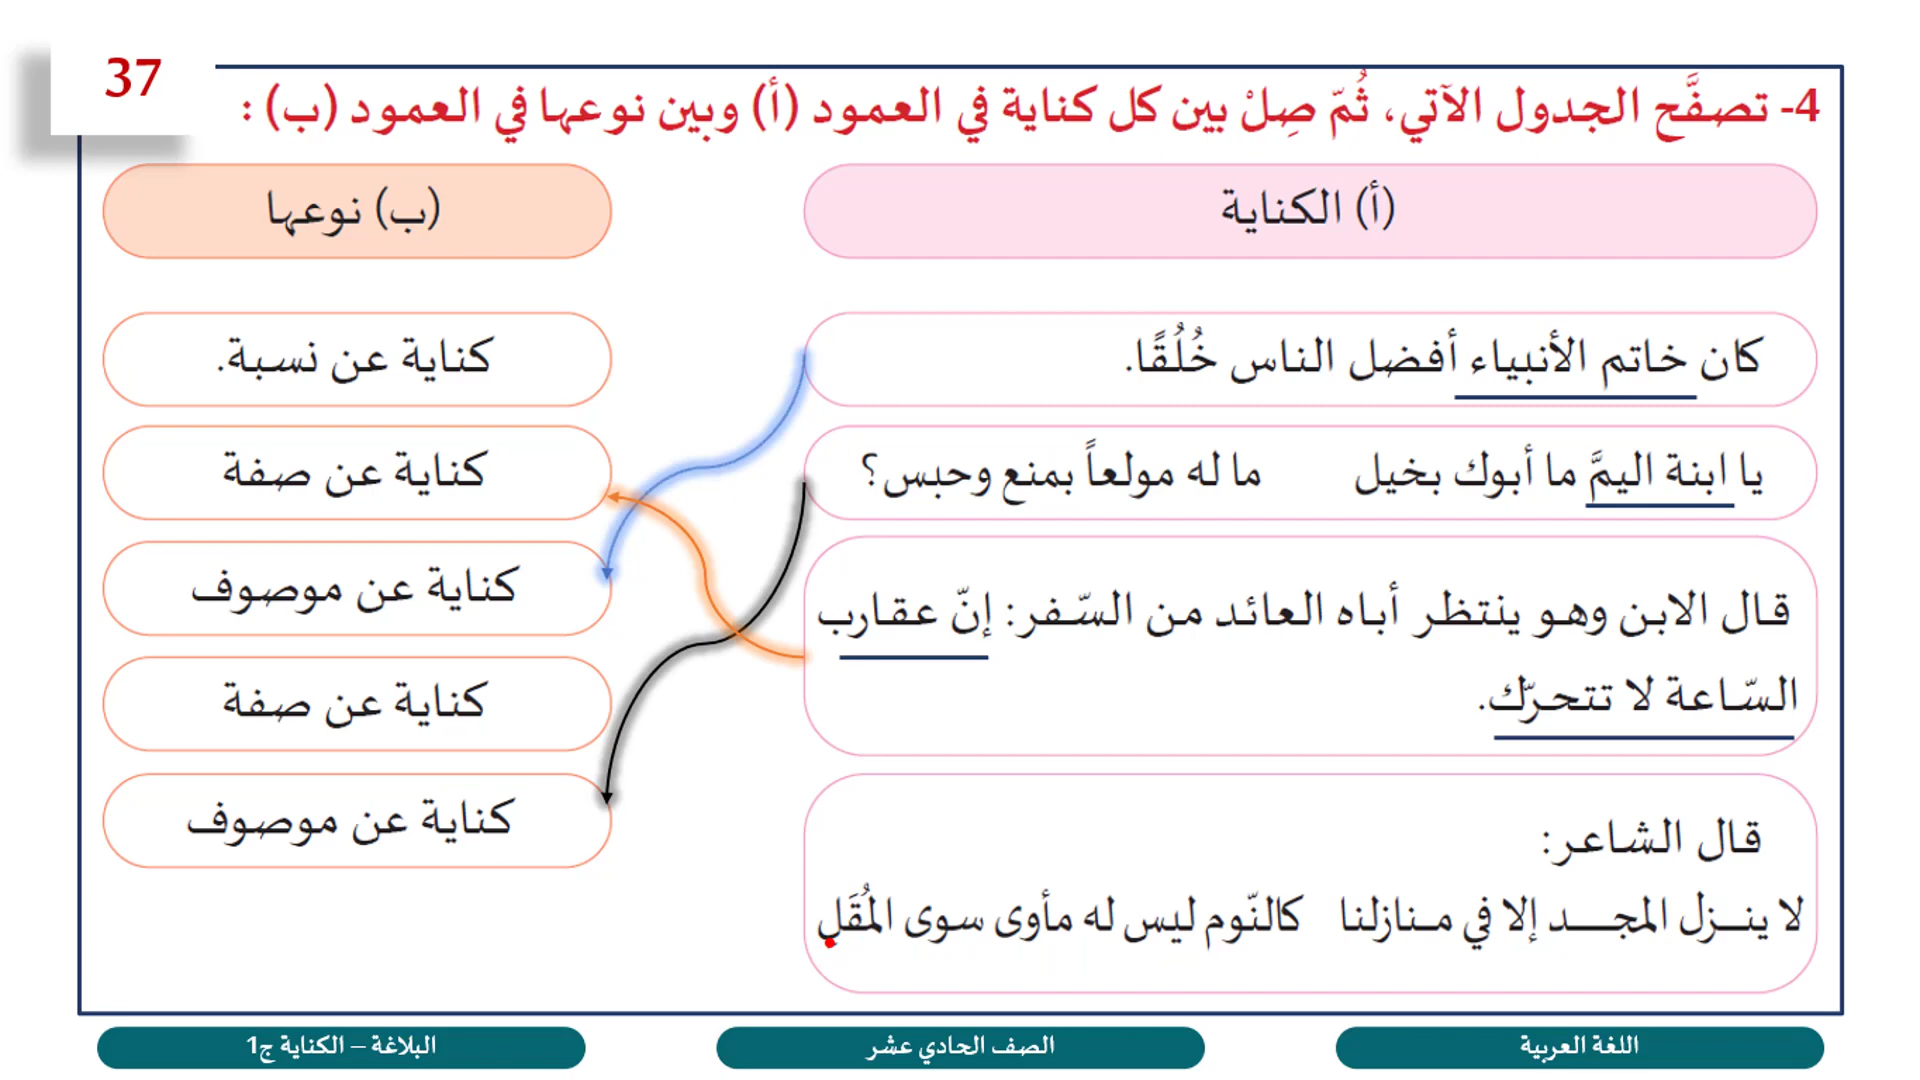 37
4- تصفَّح الجدول الآتي، ثُمّ صِلْ بين كل كناية في العمود (أ) وبين نوعها في العمود (ب) :
(أ) الكناية
(ب) نوعها
كان خاتم الأنبياء أفضل الناس خُلُقًا.
كناية عن نسبة.
يا ابنة اليمَّ ما أبوك بخيل ما له مولعاً بمنع وحبس؟
كناية عن صفة
قال الابن وهو ينتظر أباه العائد من السّفر: إنّ عقارب
السّاعة لا تتحرّك.
كناية عن موصوف
كناية عن صفة
قال الشاعر:
لا ينـزل المجـد إلا في منازلنا كالنّوم ليس له مأوى سوى المُقَلِ
كناية عن موصوف
اللغة العربية
الصف الحادي عشر
البلاغة – الكناية ج1